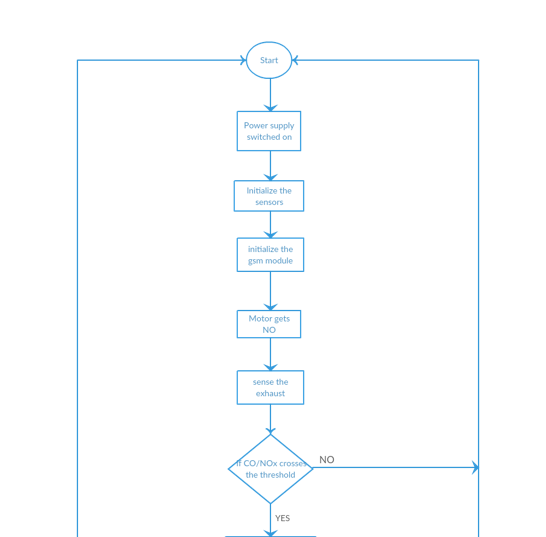 Start
Power supply
switched on
Initialize the
sensors
initialize the
gsm module
Motor gets
NO
sense the
exhaust
if CO/NOx crosses
the threshold
NO
YES